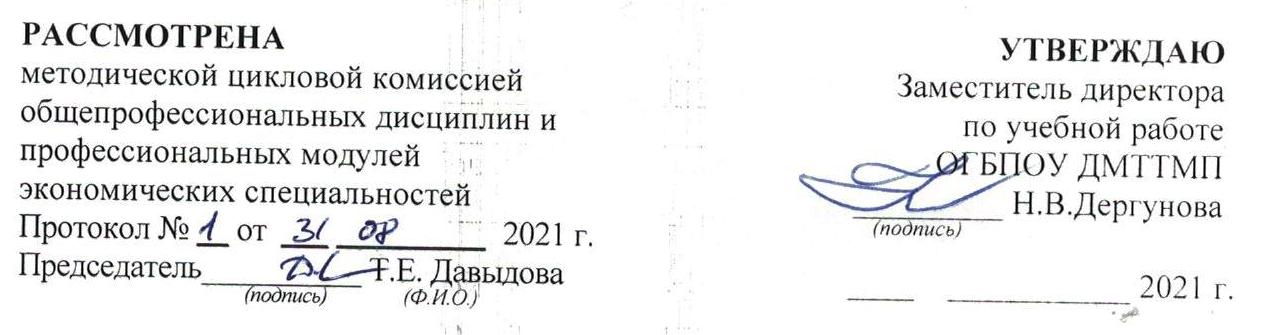 РАССМОТРЕНА
методической цикловой комиссией
общепрофессиональных дисциплин и
профессиональных модулей
экономических специальностей
Протокол № 1 от 31 08 2021 г.
Председатель Т.Е. Давыдова
(подпись) (Ф.И.О.)
УТВЕРЖДАЮ
Заместитель директора
по учебной работе
ОГБПОУ ДМТТМП
Н.В.Дергунова
(подпись)
2021 г.